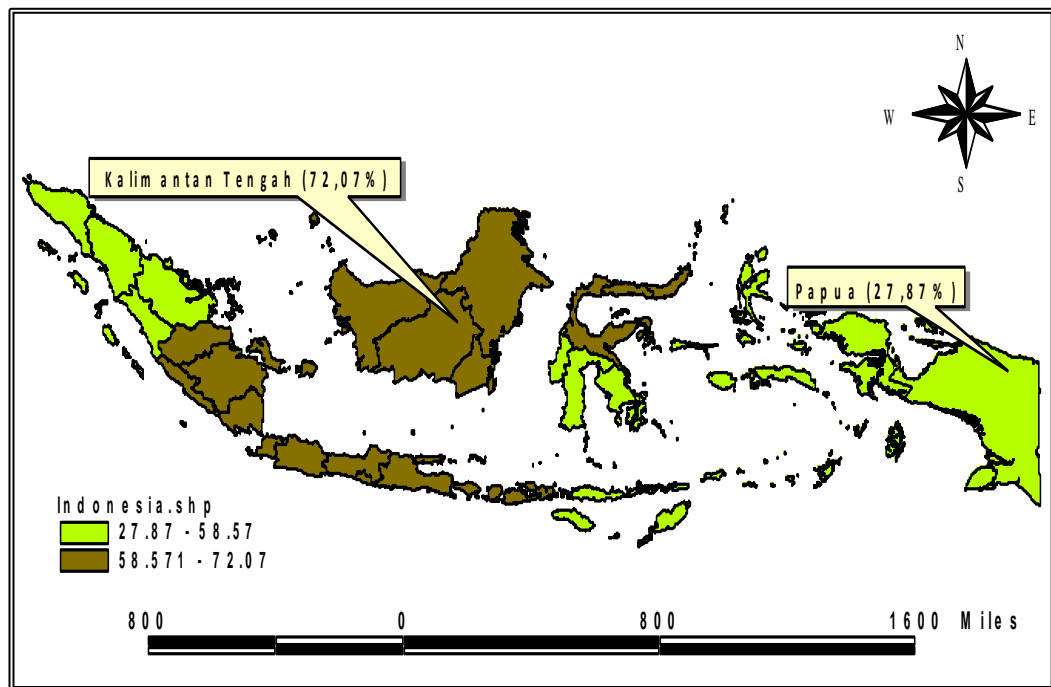 N
W
E
S
Kalimantan Tengah (72,07%)
Papua (27,87%)
Indonesia.shp
27.87 - 58.57
58.571 - 72.07
800 0 800 1600 Miles